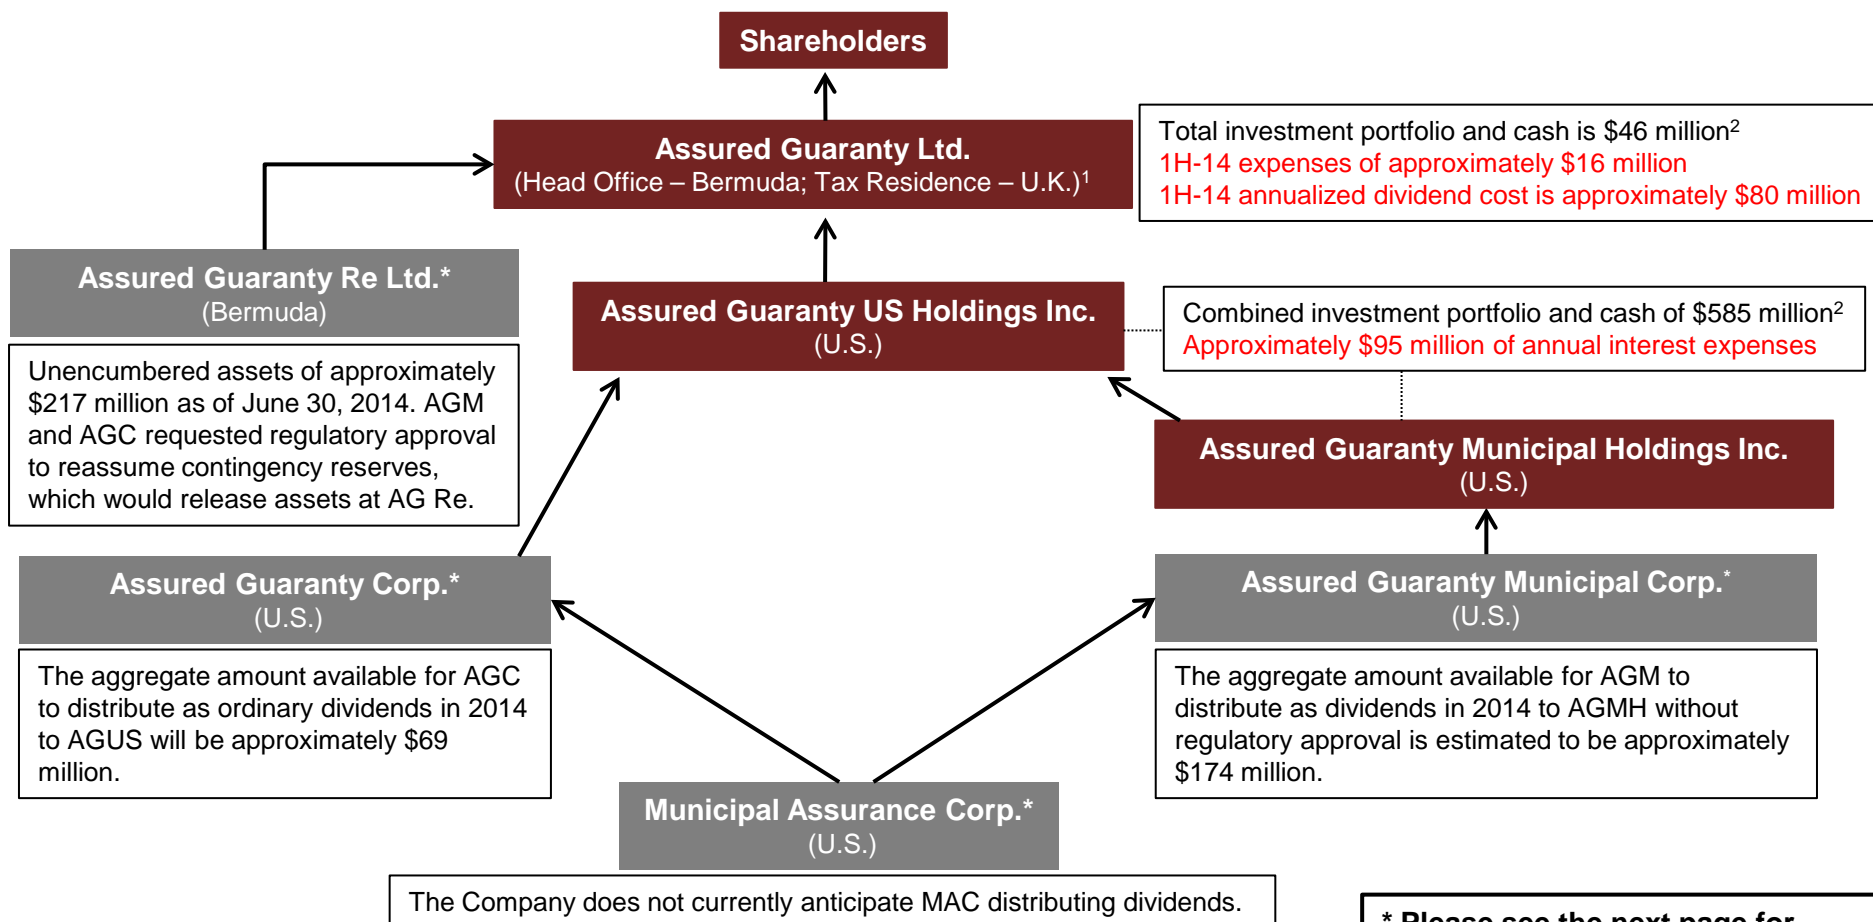 Shareholders
Assured Guaranty Ltd.
(Head Office – Bermuda; Tax Residence – U.K.)¹
Total investment portfolio and cash is $46 million²
1H-14 expenses of approximately $16 million
1H-14 annualized dividend cost is approximately $80 million
Assured Guaranty Re Ltd.*
(Bermuda)
Unencumbered assets of approximately
$217 million as of June 30, 2014. AGM
and AGC requested regulatory approval
to reassume contingency reserves,
which would release assets at AG Re.
Assured Guaranty US Holdings Inc.
(U.S.)
Combined investment portfolio and cash of $585 million²
Approximately $95 million of annual interest expenses
Assured Guaranty Municipal Holdings Inc.
(U.S.)
Assured Guaranty Corp.*
(U.S.)
The aggregate amount available for AGC
to distribute as ordinary dividends in 2014
to AGUS will be approximately $69
million.
Assured Guaranty Municipal Corp.*
(U.S.)
The aggregate amount available for AGM to
distribute as dividends in 2014 to AGMH without
regulatory approval is estimated to be approximately
$174 million.
Municipal Assurance Corp.*
(U.S.)
The Company does not currently anticipate MAC distributing dividends.
* Please see the next page for